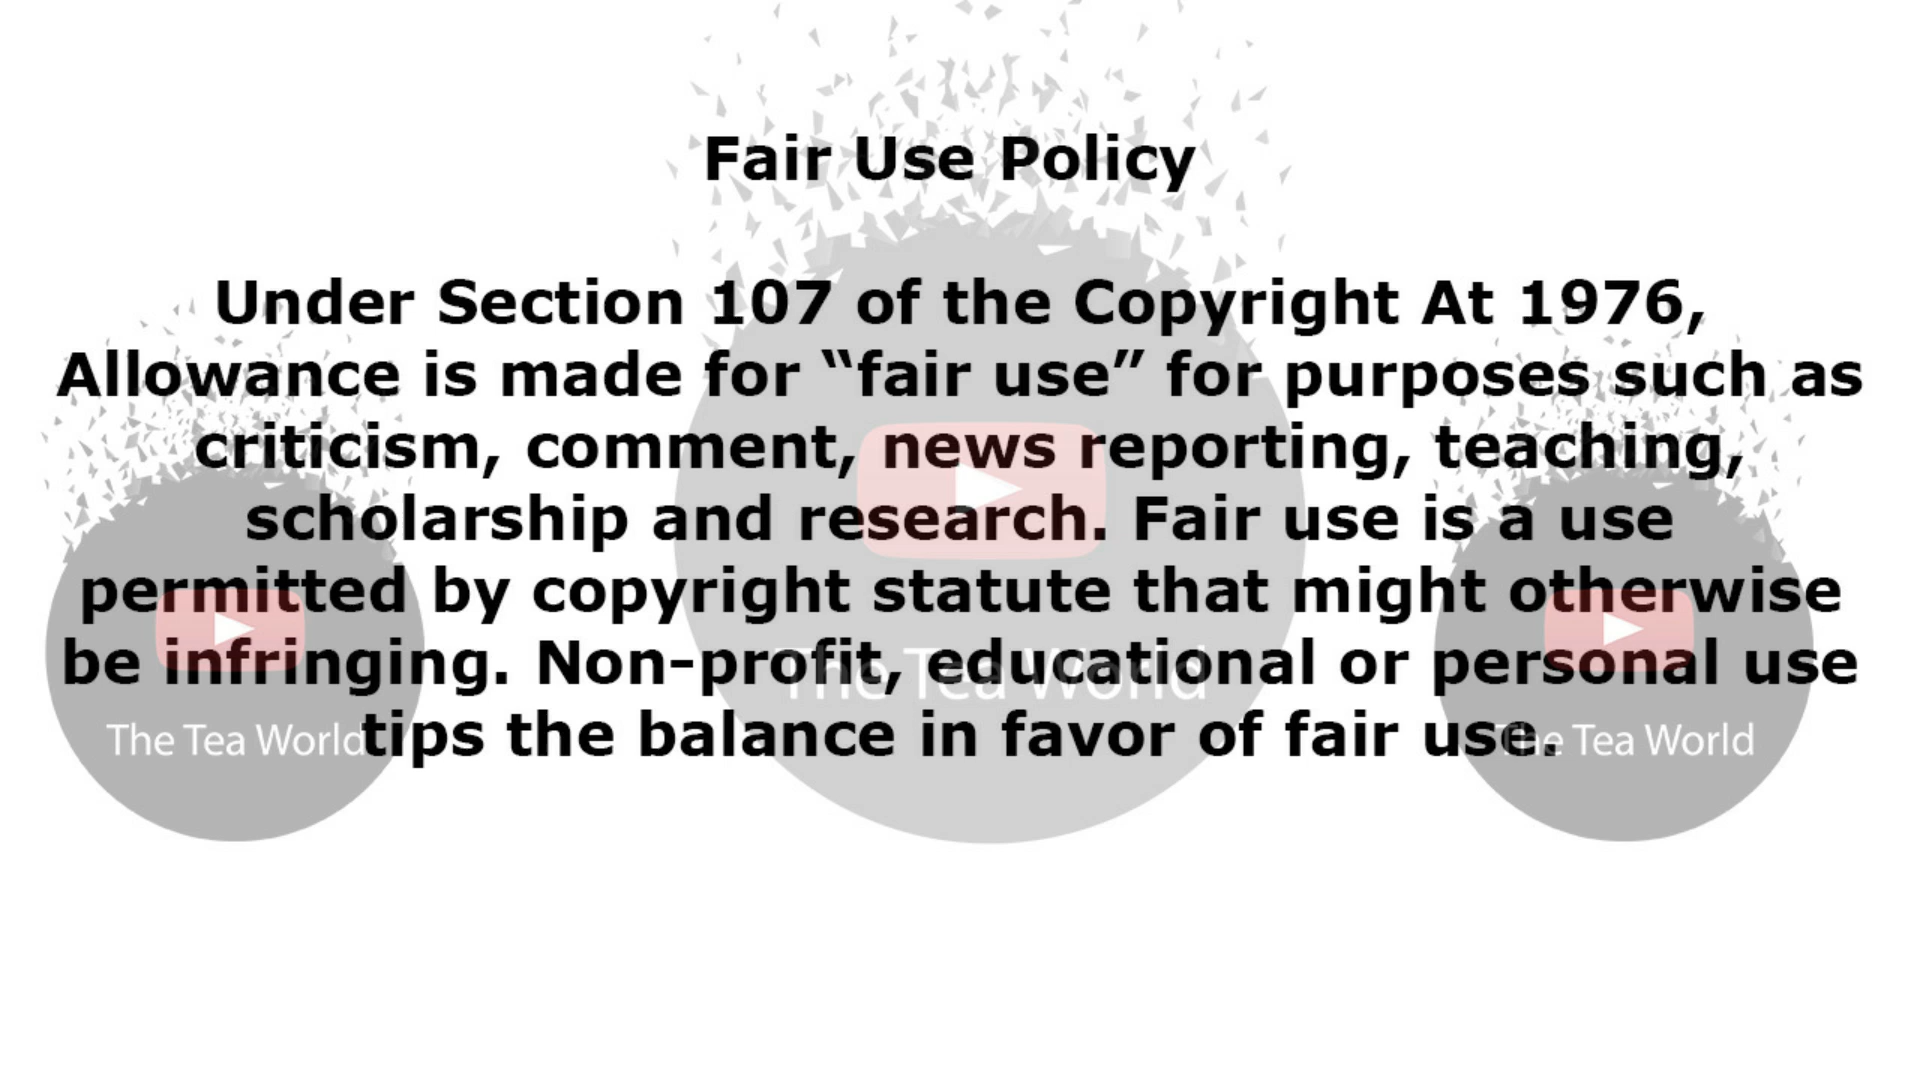 Fair Use Policy
Under Section 107 of the Copyright At 1976,
Allowance is made for “fair use” for purposes such as
criticism, comment, news reporting, teaching,
scholarship and research. Fair use is a use
permitted by copyright statute that might otherwise
be infringing. Non-profit, educational or personal use
The Tea World
tips the balance in favor of fair use.
The Tea World
The Tea World